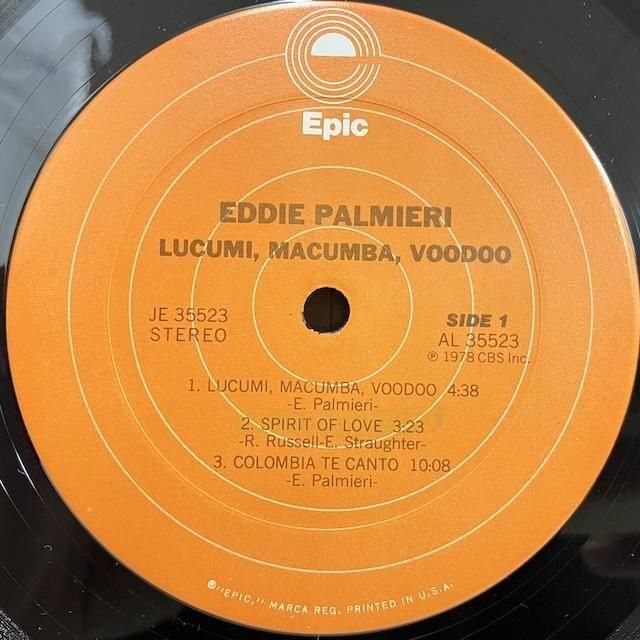 Epic
EDDIE PALMIERI
LUCUMI, MACUMBA, VOODOO
JE 35523
STEREO
SIDE 1
AL 35523
℗ 1978 CBS Inc.
1. LUCUMI, MACUMBA, VOODOO 4:38
-E. Palmieri-
2. SPIRIT OF LOVE 3:23
-R. Russell-E. Straughter-
3. COLOMBIA TE CANTO 10:08
-E. Palmieri-
®"EPIC," MARCA REG. PRINTED IN U.S.A.